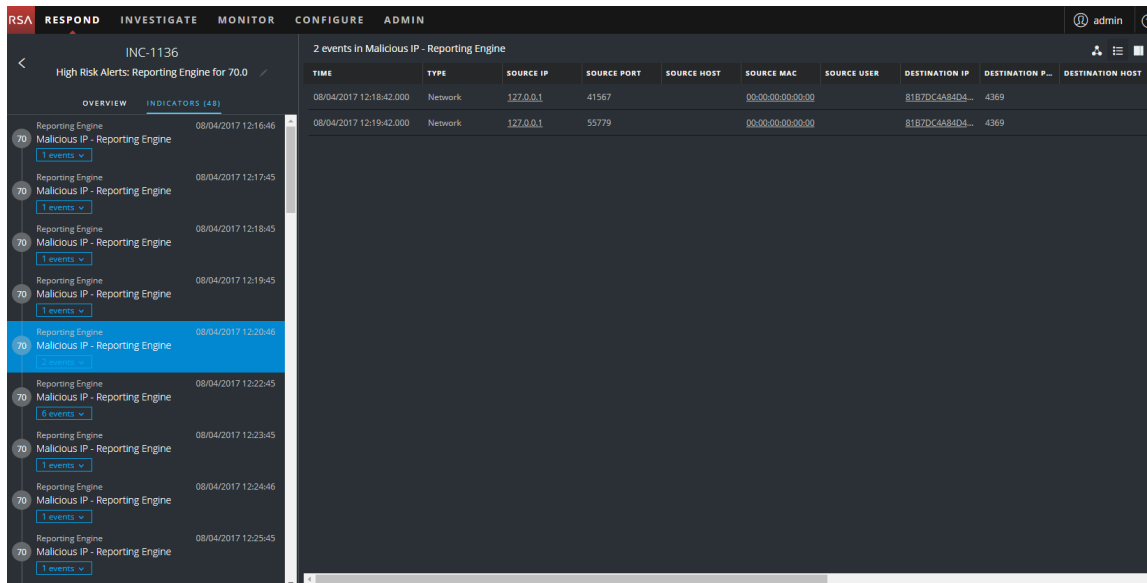 RSA RESPOND INVESTIGATE MONITOR CONFIGURE ADMIN admin
INC-1136
High Risk Alerts: Reporting Engine for 70.0
OVERVIEW INDICATORS (48)
Reporting Engine 08/04/2017 12:16:46
70 Malicious IP - Reporting Engine
1 events
Reporting Engine 08/04/2017 12:17:45
70 Malicious IP - Reporting Engine
1 events
Reporting Engine 08/04/2017 12:18:45
70 Malicious IP - Reporting Engine
1 events
Reporting Engine 08/04/2017 12:19:45
70 Malicious IP - Reporting Engine
1 events
Reporting Engine 08/04/2017 12:20:46
70 Malicious IP - Reporting Engine
2 events
Reporting Engine 08/04/2017 12:22:45
70 Malicious IP - Reporting Engine
6 events
Reporting Engine 08/04/2017 12:23:45
70 Malicious IP - Reporting Engine
1 events
Reporting Engine 08/04/2017 12:24:46
70 Malicious IP - Reporting Engine
1 events
Reporting Engine 08/04/2017 12:25:45
70 Malicious IP - Reporting Engine
1 events
2 events in Malicious IP - Reporting Engine
TIME TYPE SOURCE IP SOURCE PORT SOURCE HOST SOURCE MAC SOURCE USER DESTINATION IP DESTINATION P... DESTINATION HOST
08/04/2017 12:18:42.000 Network 127.0.0.1 41567 00:00:00:00:00:00 81B7DC4A84D4... 4369
08/04/2017 12:19:42.000 Network 127.0.0.1 55779 00:00:00:00:00:00 81B7DC4A84D4... 4369